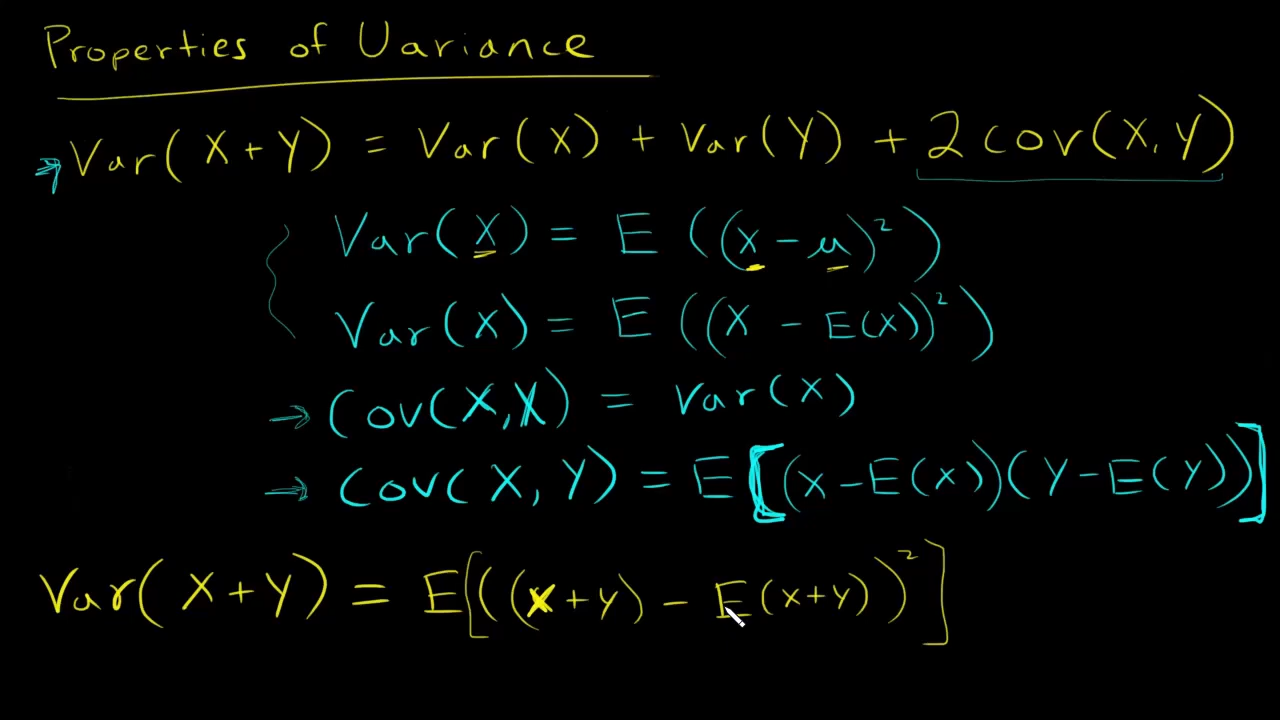 Properties of Variance
Var(X+Y) = Var(X) + Var(Y) + 2cov(X,Y)
Var(X) = E((X-μ)²)
Var(X) = E((X - E(X))²)
→ Cov(X,X) = Var(X)
→ Cov(X,Y) = E[(X-E(X))(Y-E(Y))]
Var(X+Y) = E[((X+Y) - E(X+Y))²]